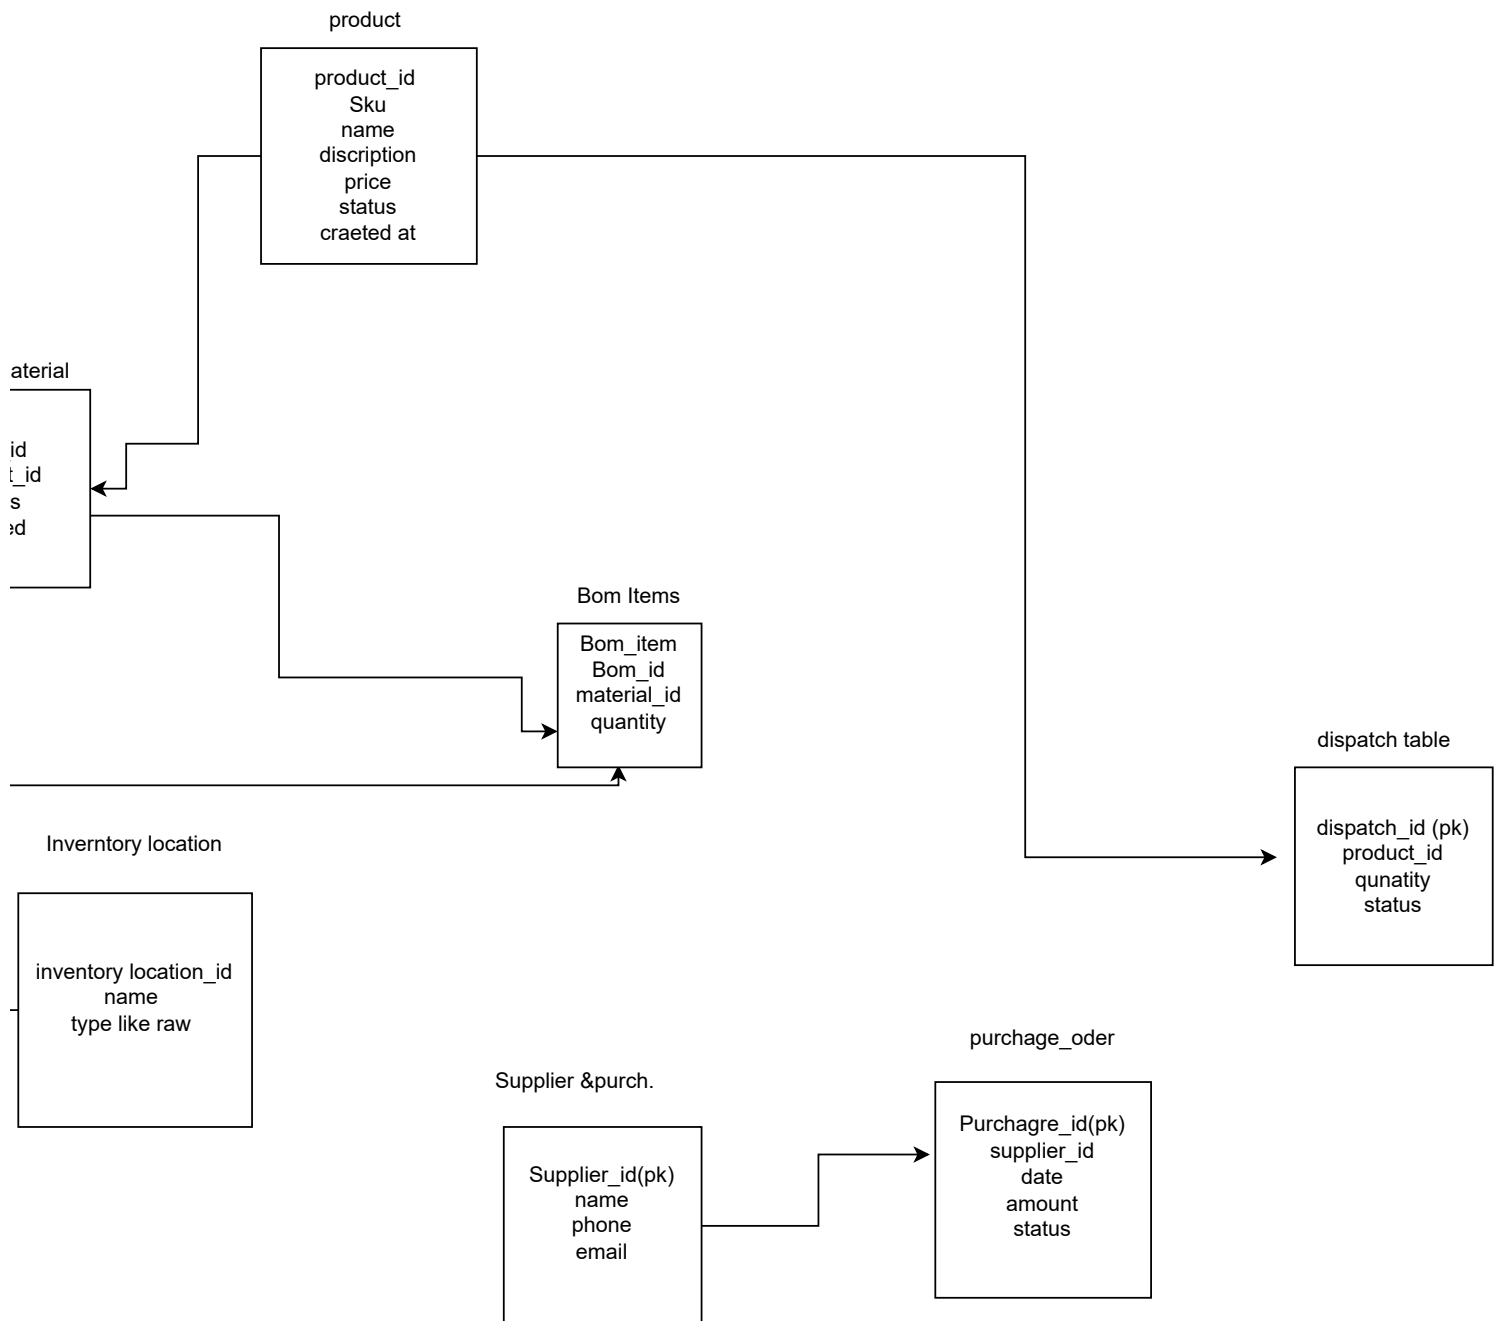 product
product_id
Sku
name
discription
price
status
craeted at
aterial
id
t_id
s
ed
Bom Items
Bom_item
Bom_id
material_id
quantity
dispatch table
dispatch_id (pk)
product_id
qunatity
status
Inverntory location
inventory location_id
name
type like raw
purchage_oder
Purchagre_id(pk)
supplier_id
date
amount
status
Supplier &purch.
Supplier_id(pk)
name
phone
email